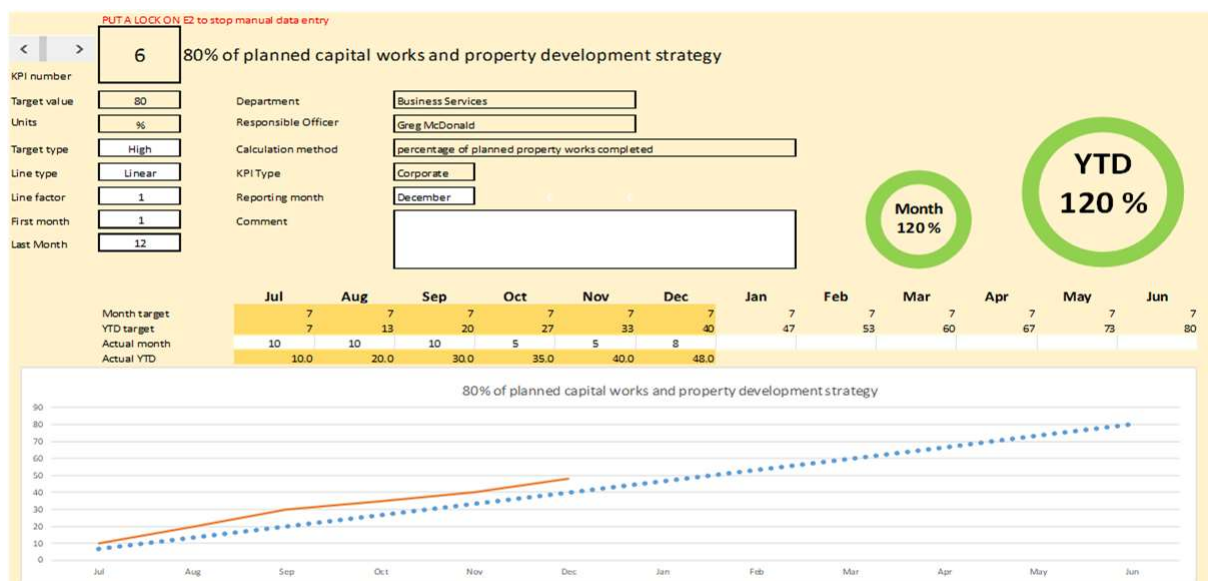 PUT A LOCK ON E2 to stop manual data entry
6 80% of planned capital works and property development strategy
KPI number
Target value 80 Department Business Services
Units % Responsible Officer Greg McDonald
Target type High Calculation method percentage of planned property works completed
Line type Linear KPI Type Corporate
Line factor 1 Reporting month December
First month 1 Comment
Last Month 12
Month
120 %
YTD
120 %
Jul Aug Sep Oct Nov Dec Jan Feb Mar Apr May Jun
Month target 7 7 7 7 7 7 7 7 7 7 7 7
YTD target 7 13 20 27 33 40 47 53 60 67 73 80
Actual month 10 10 10 5 5 8
Actual YTD 10.0 20.0 30.0 35.0 40.0 48.0
80% of planned capital works and property development strategy
90
80
70
60
50
40
30
20
10
0
Jul Aug Sep Oct Nov Dec Jan Feb Mar Apr May Jun